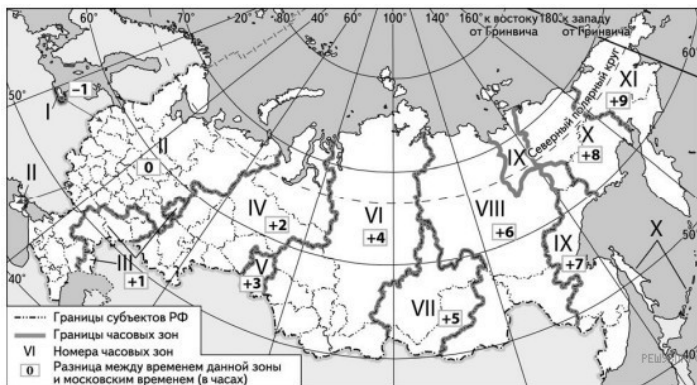 60° 20° 40° 60° 100° 140° 160° к востоку 180° к западу
от Гринвича от Гринвича
60°
50°
–1
I
II
0
II
III
+1
40°
IV
+2
V
+3
VI
+4
VII
+5
VIII
+6
IX
IX
+7
Северный полярный круг
X
+8
XI
+9
X
50°
40°
Границы субъектов РФ
Границы часовых зон
VI Номера часовых зон
0 Разница между временем данной зоны
и московским временем (в часах)